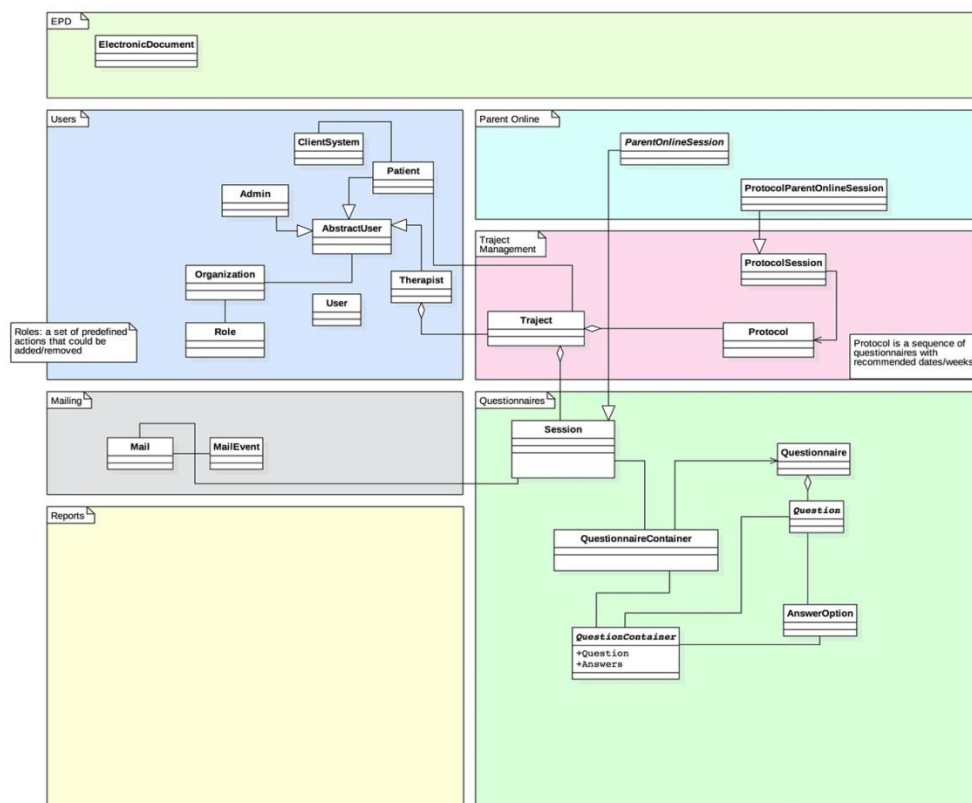 EPD
ElectronicDocument
Users
ClientSystem
Patient
Admin
AbstractUser
Organization
Therapist
User
Role
Roles: a set of predefined
actions that could be
added/removed
Parent Online
ParentOnlineSession
ProtocolParentOnlineSession
Traject
Management
ProtocolSession
Traject
Protocol
Protocol is a sequence of
questionnaires with
recommended dates/weeks
Mailing
Mail
MailEvent
Questionnaires
Session
Questionnaire
Question
QuestionnaireContainer
AnswerOption
QuestionContainer
+Question
+Answers
Reports